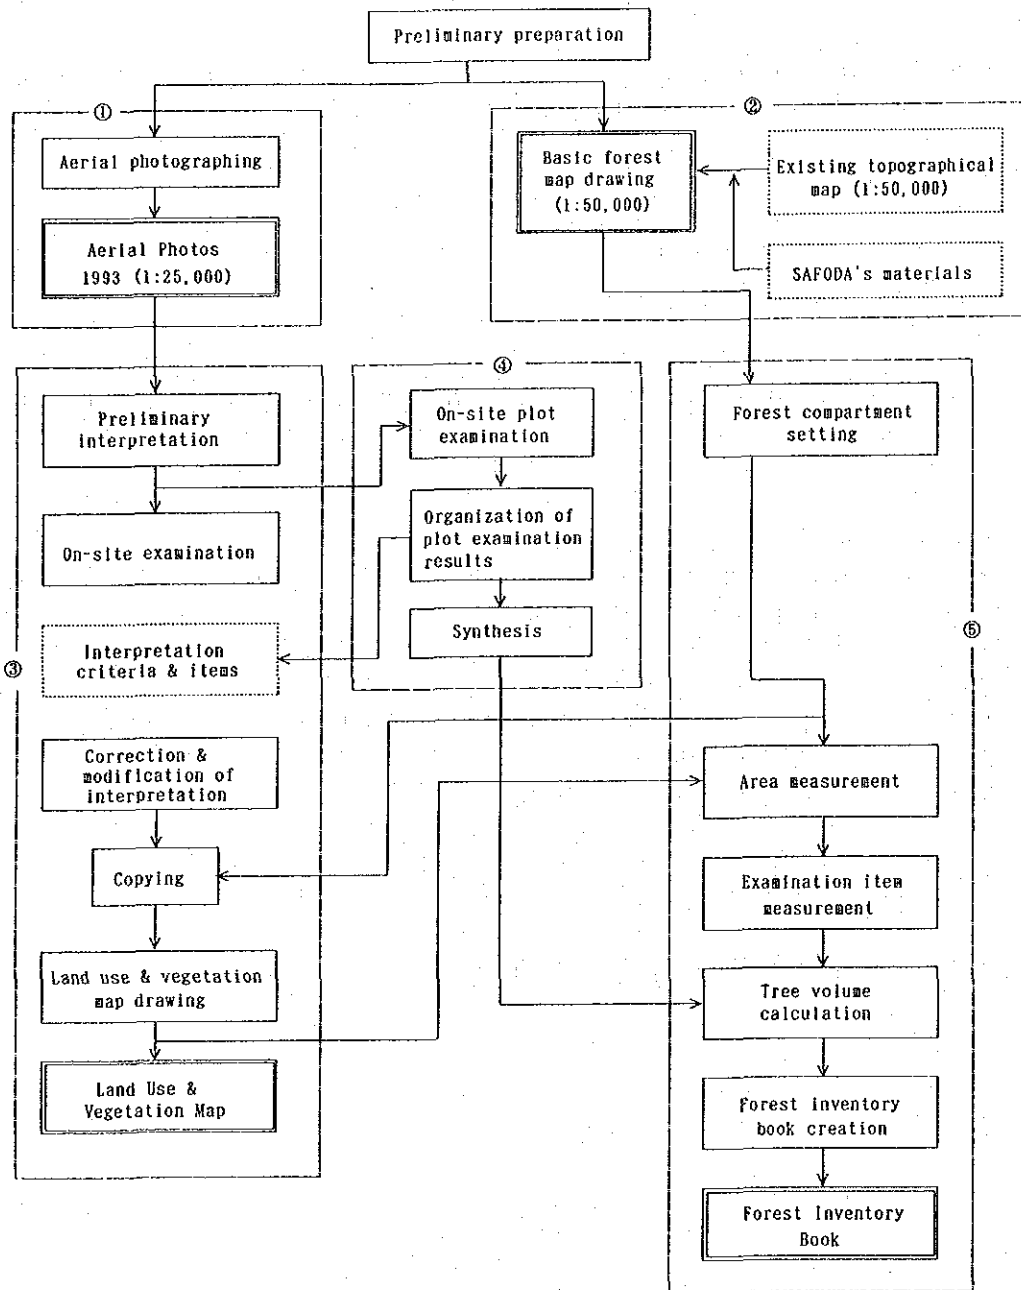 Preliminary preparation
①
Aerial photographing
Aerial Photos
1993 (1:25,000)
②
Basic forest
map drawing
(1:50,000)
Existing topographical
map (1:50,000)
SAFODA's materials
③
Preliminary
interpretation
On-site examination
Interpretation
criteria & items
Correction &
modification of
interpretation
Copying
Land use & vegetation
map drawing
Land Use &
Vegetation Map
④
On-site plot
examination
Organization of
plot examination
results
Synthesis
⑤
Forest compartment
setting
Area measurement
Examination item
measurement
Tree volume
calculation
Forest inventory
book creation
Forest Inventory
Book